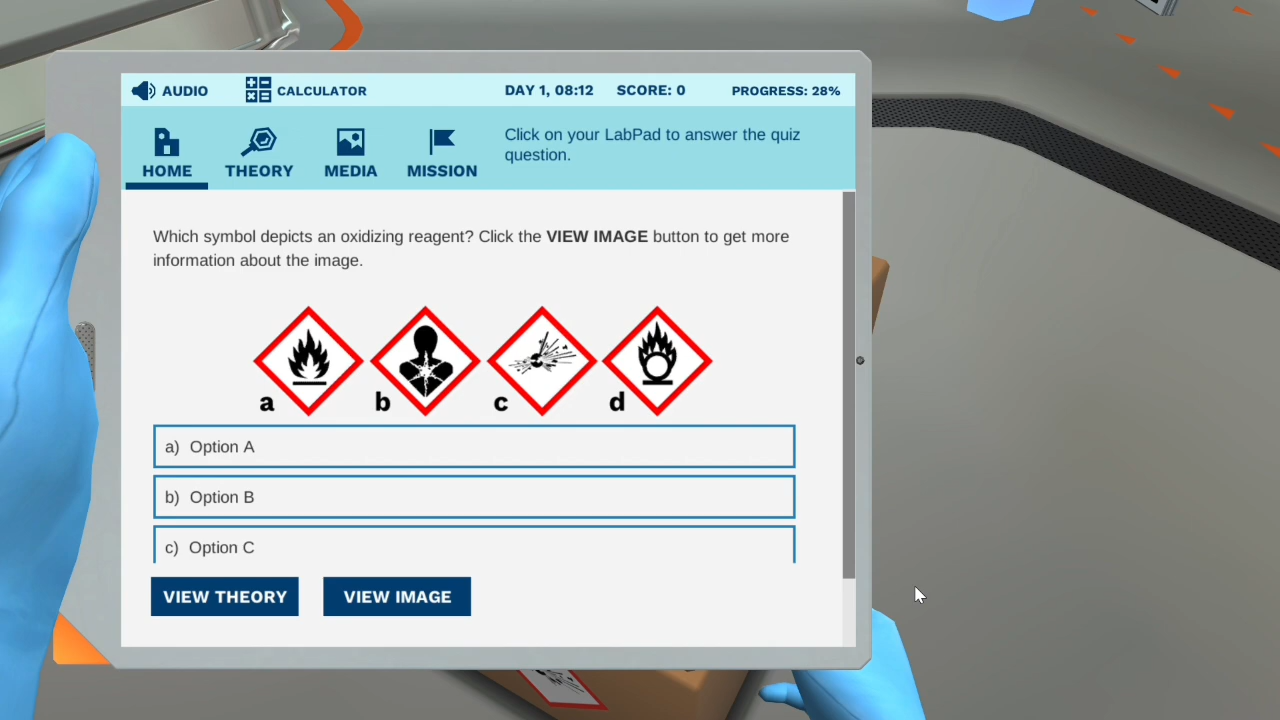 AUDIO
CALCULATOR
DAY 1, 08:12
SCORE: 0
PROGRESS: 28%
HOME
THEORY
MEDIA
MISSION
Click on your LabPad to answer the quiz
question.
Which symbol depicts an oxidizing reagent? Click the VIEW IMAGE button to get more
information about the image.
a
b
c
d
a) Option A
b) Option B
c) Option C
VIEW THEORY
VIEW IMAGE